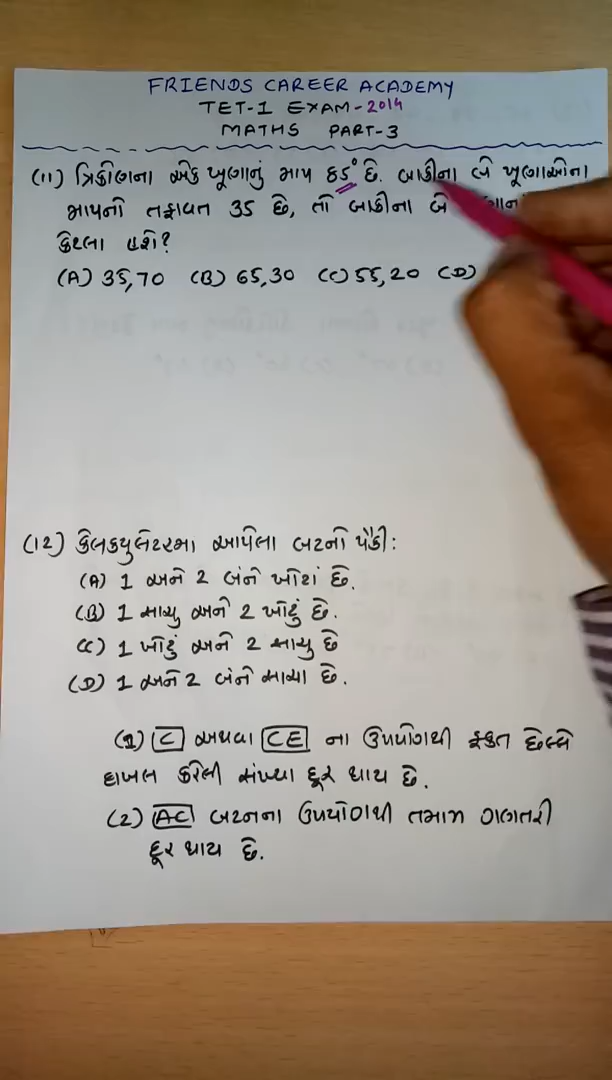 FRIENDS CAREER ACADEMY
TET-1 EXAM-2014
MATHS PART-3
(11) ત્રિકોણના એક ખૂણાનું માપ 85° છે. બાકીના બે ખૂણાઓના
માપનો તફાવત 35 છે, તો બાકીના બે
કેટલા હશે?
(A) 35,70 (B) 65,30 (C) 55,20 (D)
(12) કેલક્યુલેટરમા આપેલા બટનો પૈકી:
(A) 1 અને 2 બંને ખોટાં છે.
(B) 1 સાચુ અને 2 ખોટું છે.
(C) 1 ખોટું અને 2 સાચુ છે
(D) 1 અને 2 બંને સાચા છે.
(1) C અથવા CE ના ઉપયોગથી ફક્ત છેલ્લે
દાખલ કરેલી સંખ્યા દૂર થાય છે.
(2) AC બટનના ઉપયોગથી તમામ ગણતરી
દૂર થાય છે.